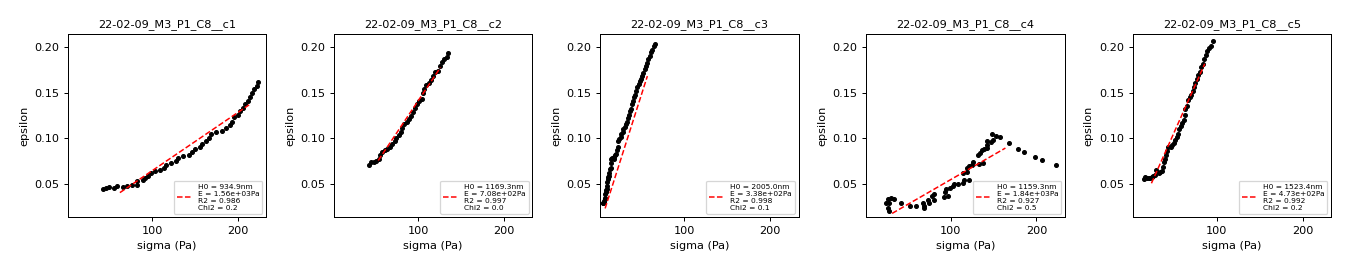 22-02-09_M3_P1_C8__c1
0.20
0.15
0.10
0.05
epsilon
H0 = 934.9nm
E = 1.56e+03Pa
R2 = 0.986
Chi2 = 0.2
100
200
sigma (Pa)
22-02-09_M3_P1_C8__c2
0.20
0.15
0.10
0.05
epsilon
H0 = 1169.3nm
E = 7.08e+02Pa
R2 = 0.997
Chi2 = 0.0
100
200
sigma (Pa)
22-02-09_M3_P1_C8__c3
0.20
0.15
0.10
0.05
epsilon
H0 = 2005.0nm
E = 3.38e+02Pa
R2 = 0.998
Chi2 = 0.1
100
200
sigma (Pa)
22-02-09_M3_P1_C8__c4
0.20
0.15
0.10
0.05
epsilon
H0 = 1159.3nm
E = 1.84e+03Pa
R2 = 0.927
Chi2 = 0.5
100
200
sigma (Pa)
22-02-09_M3_P1_C8__c5
0.20
0.15
0.10
0.05
epsilon
H0 = 1523.4nm
E = 4.73e+02Pa
R2 = 0.992
Chi2 = 0.2
100
200
sigma (Pa)